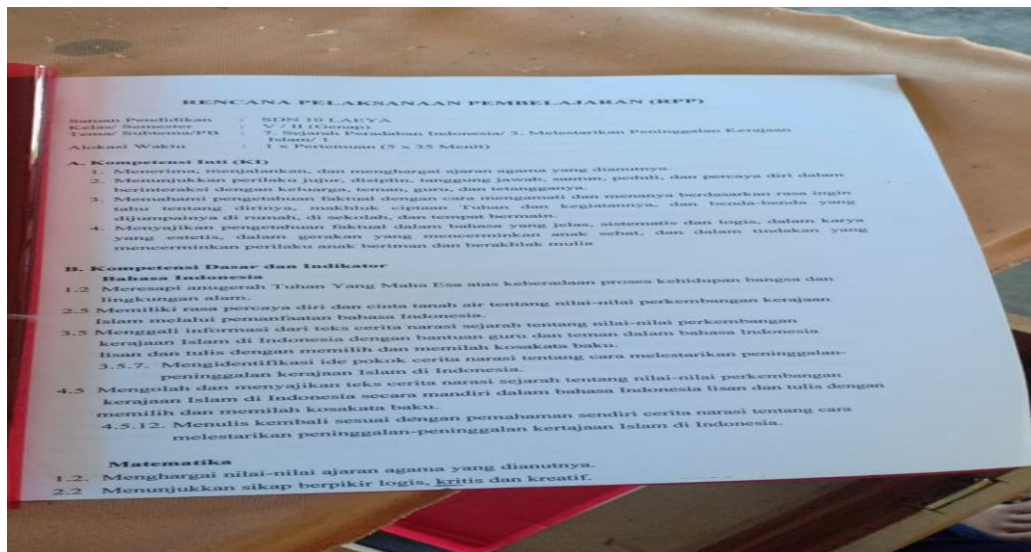 RENCANA PELAKSANAAN PEMBELAJARAN (RPP)
Satuan Pendidikan : SDN 10 LAEYA
Kelas/ Semester : V / II (Genap)
Tema/ Subtema/PB : 7. Sejarah Peradaban Indonesia/ 3. Melestarikan Peninggalan Kerajaan
Islam/ 1
Alokasi Waktu : 1 x Pertemuan (5 x 35 Menit)
A. Kompetensi Inti (KI)
1. Menerima, menjalankan, dan menghargai ajaran agama yang dianutnya.
2. Menunjukkan perilaku jujur, disiplin, tanggung jawab, santun, peduli, dan percaya diri dalam
berinteraksi dengan keluarga, teman, guru, dan tetangganya.
3. Memahami pengetahuan faktual dengan cara mengamati dan menanya berdasarkan rasa ingin
tahu tentang dirinya, makhluk ciptaan Tuhan dan kegiatannya, dan benda-benda yang
dijumpainya di rumah, di sekolah, dan tempat bermain.
4. Menyajikan pengetahuan faktual dalam bahasa yang jelas, sistematis dan logis, dalam karya
yang estetis, dalam gerakan yang mencerminkan anak sehat, dan dalam tindakan yang
mencerminkan perilaku anak beriman dan berakhlak mulia
B. Kompetensi Dasar dan Indikator
Bahasa Indonesia
1.2 Meresapi anugerah Tuhan Yang Maha Esa atas keberadaan proses kehidupan bangsa dan
lingkungan alam.
2.5 Memiliki rasa percaya diri dan cinta tanah air tentang nilai-nilai perkembangan kerajaan
Islam melalui pemanfaatan bahasa Indonesia.
3.5 Menggali informasi dari teks cerita narasi sejarah tentang nilai-nilai perkembangan
kerajaan Islam di Indonesia dengan bantuan guru dan teman dalam bahasa Indonesia
lisan dan tulis dengan memilih dan memilah kosakata baku.
3.5.7. Mengidentifikasi ide pokok cerita narasi tentang cara melestarikan peninggalan-
peninggalan kerajaan Islam di Indonesia.
4.5 Mengolah dan menyajikan teks cerita narasi sejarah tentang nilai-nilai perkembangan
kerajaan Islam di Indonesia secara mandiri dalam bahasa Indonesia lisan dan tulis dengan
memilih dan memilah kosakata baku.
4.5.12. Menulis kembali sesuai dengan pemahaman sendiri cerita narasi tentang cara
melestarikan peninggalan-peninggalan kertajaan Islam di Indonesia.
Matematika
1.2. Menghargai nilai-nilai ajaran agama yang dianutnya.
2.2 Menunjukkan sikap berpikir logis, kritis dan kreatif.